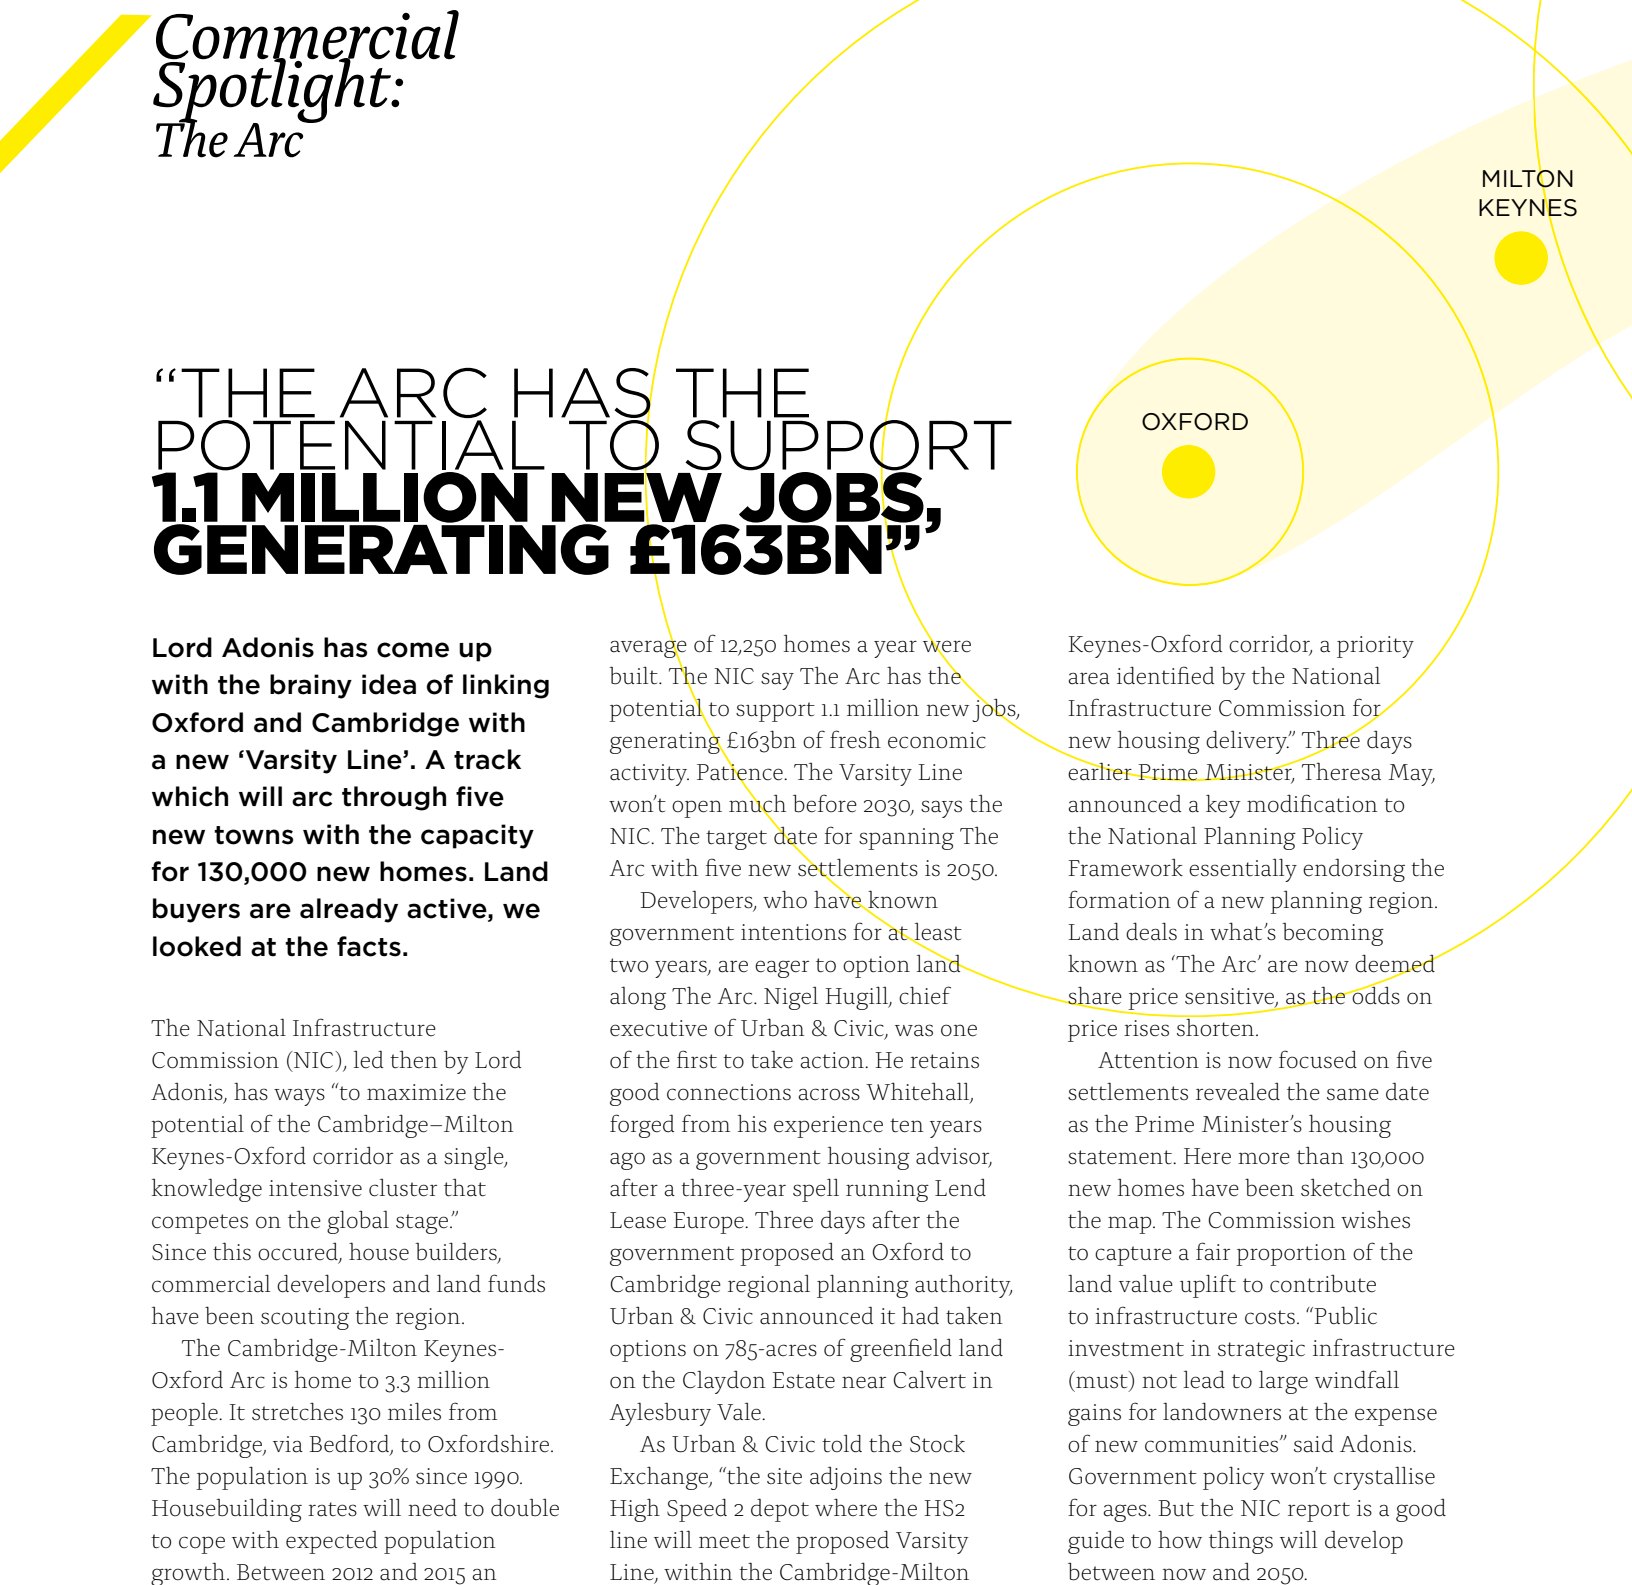 Commercial
Spotlight:
The Arc
MILTON
KEYNES
OXFORD
“THE ARC HAS THE
POTENTIAL TO SUPPORT
1.1 MILLION NEW JOBS,
GENERATING £163BN”
Lord Adonis has come up
with the brainy idea of linking
Oxford and Cambridge with
a new ‘Varsity Line’. A track
which will arc through five
new towns with the capacity
for 130,000 new homes. Land
buyers are already active, we
looked at the facts.
The National Infrastructure
Commission (NIC), led then by Lord
Adonis, has ways “to maximize the
potential of the Cambridge–Milton
Keynes-Oxford corridor as a single,
knowledge intensive cluster that
competes on the global stage.”
Since this occured, house builders,
commercial developers and land funds
have been scouting the region.
The Cambridge-Milton Keynes-
Oxford Arc is home to 3.3 million
people. It stretches 130 miles from
Cambridge, via Bedford, to Oxfordshire.
The population is up 30% since 1990.
Housebuilding rates will need to double
to cope with expected population
growth. Between 2012 and 2015 an
average of 12,250 homes a year were
built. The NIC say The Arc has the
potential to support 1.1 million new jobs,
generating £163bn of fresh economic
activity. Patience. The Varsity Line
won’t open much before 2030, says the
NIC. The target date for spanning The
Arc with five new settlements is 2050.
Developers, who have known
government intentions for at least
two years, are eager to option land
along The Arc. Nigel Hugill, chief
executive of Urban & Civic, was one
of the first to take action. He retains
good connections across Whitehall,
forged from his experience ten years
ago as a government housing advisor,
after a three-year spell running Lend
Lease Europe. Three days after the
government proposed an Oxford to
Cambridge regional planning authority,
Urban & Civic announced it had taken
options on 785-acres of greenfield land
on the Claydon Estate near Calvert in
Aylesbury Vale.
As Urban & Civic told the Stock
Exchange, “the site adjoins the new
High Speed 2 depot where the HS2
line will meet the proposed Varsity
Line, within the Cambridge-Milton
Keynes-Oxford corridor, a priority
area identified by the National
Infrastructure Commission for
new housing delivery.” Three days
earlier Prime Minister, Theresa May,
announced a key modification to
the National Planning Policy
Framework essentially endorsing the
formation of a new planning region.
Land deals in what’s becoming
known as ‘The Arc’ are now deemed
share price sensitive, as the odds on
price rises shorten.
Attention is now focused on five
settlements revealed the same date
as the Prime Minister’s housing
statement. Here more than 130,000
new homes have been sketched on
the map. The Commission wishes
to capture a fair proportion of the
land value uplift to contribute
to infrastructure costs. “Public
investment in strategic infrastructure
(must) not lead to large windfall
gains for landowners at the expense
of new communities” said Adonis.
Government policy won’t crystallise
for ages. But the NIC report is a good
guide to how things will develop
between now and 2050.